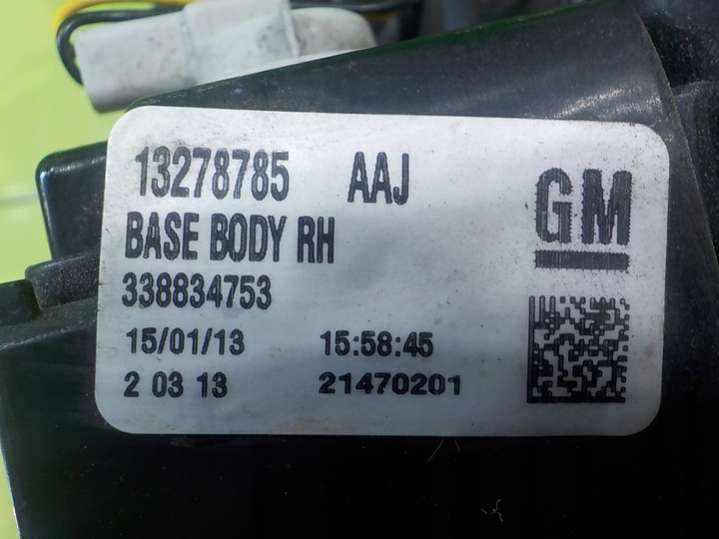 13278785 AAJ
GM
BASE BODY RH
338834753
15/01/13 15:58:45
2 03 13 21470201